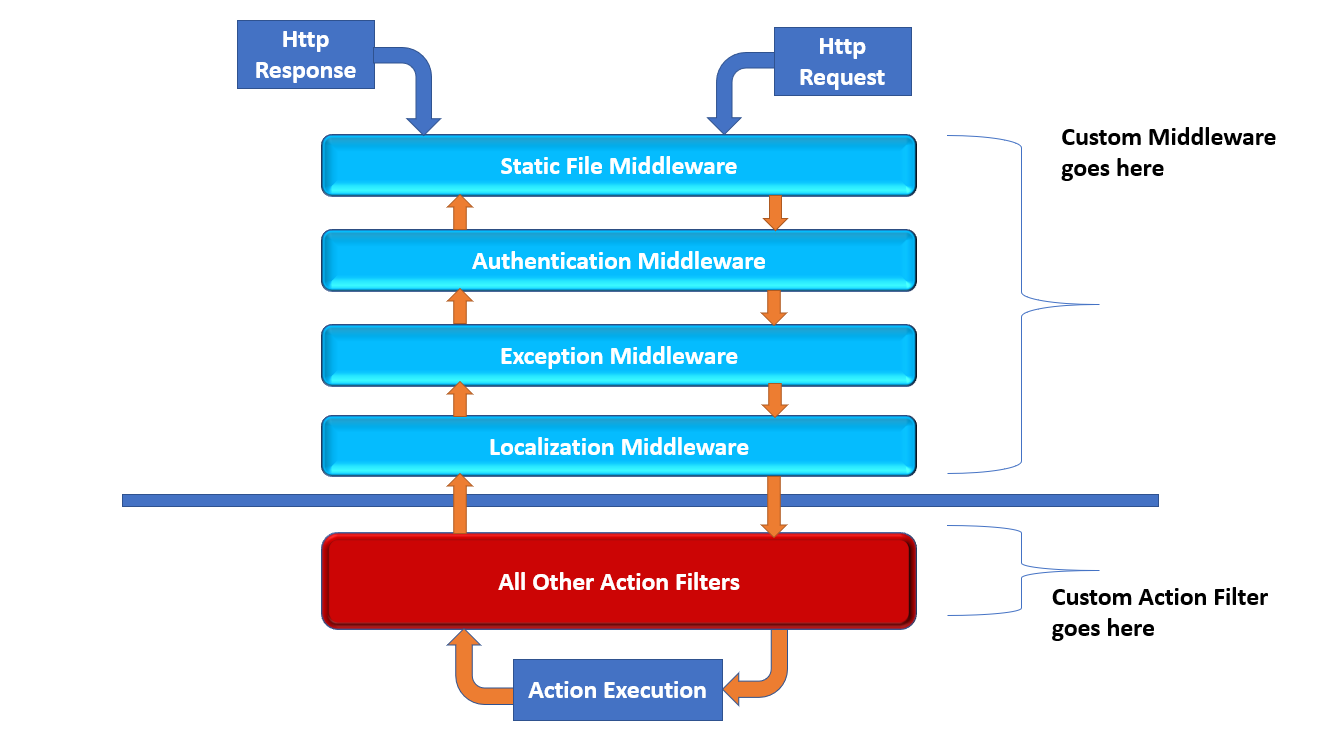 Http
Response
Http
Request
Custom Middleware
goes here
Static File Middleware
Authentication Middleware
Exception Middleware
Localization Middleware
All Other Action Filters
Custom Action Filter
goes here
Action Execution